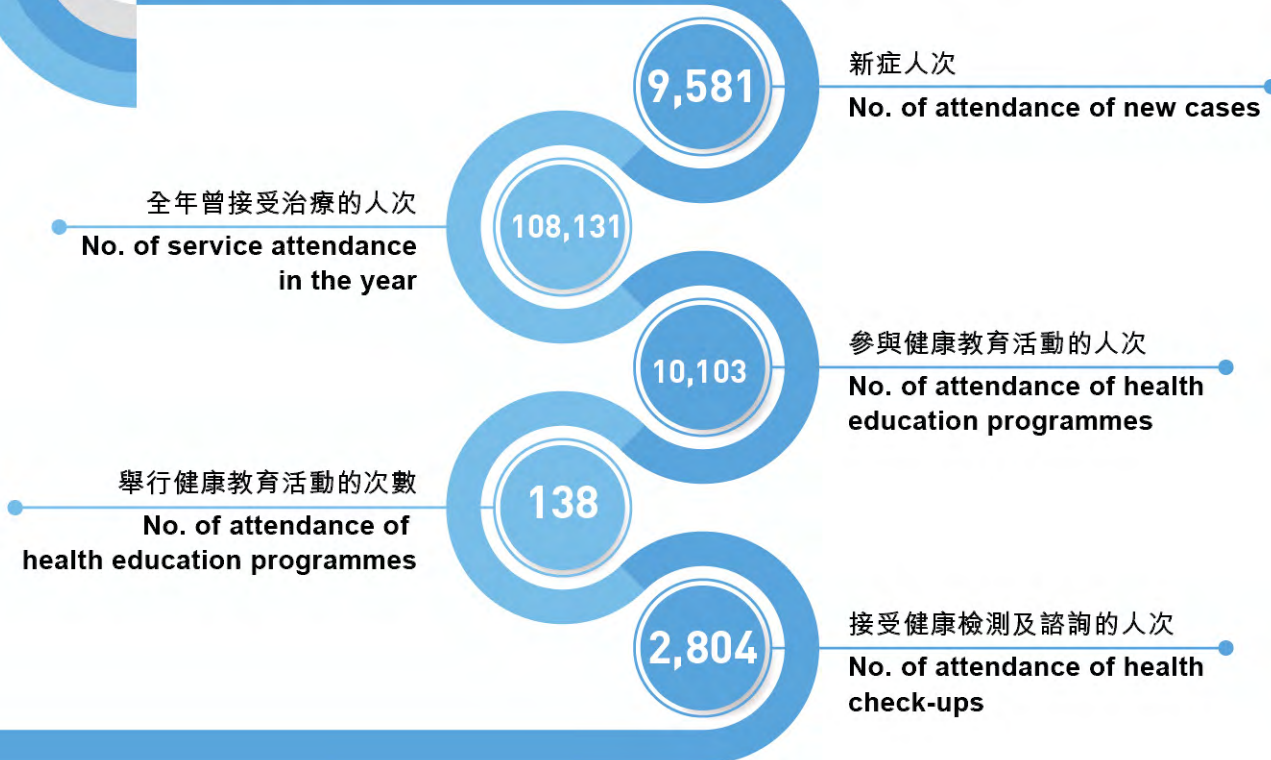 9,581
新症人次
No. of attendance of new cases
108,131
全年曾接受治療的人次
No. of service attendance
in the year
10,103
參與健康教育活動的人次
No. of attendance of health
education programmes
138
舉行健康教育活動的次數
No. of attendance of
health education programmes
2,804
接受健康檢測及諮詢的人次
No. of attendance of health
check-ups